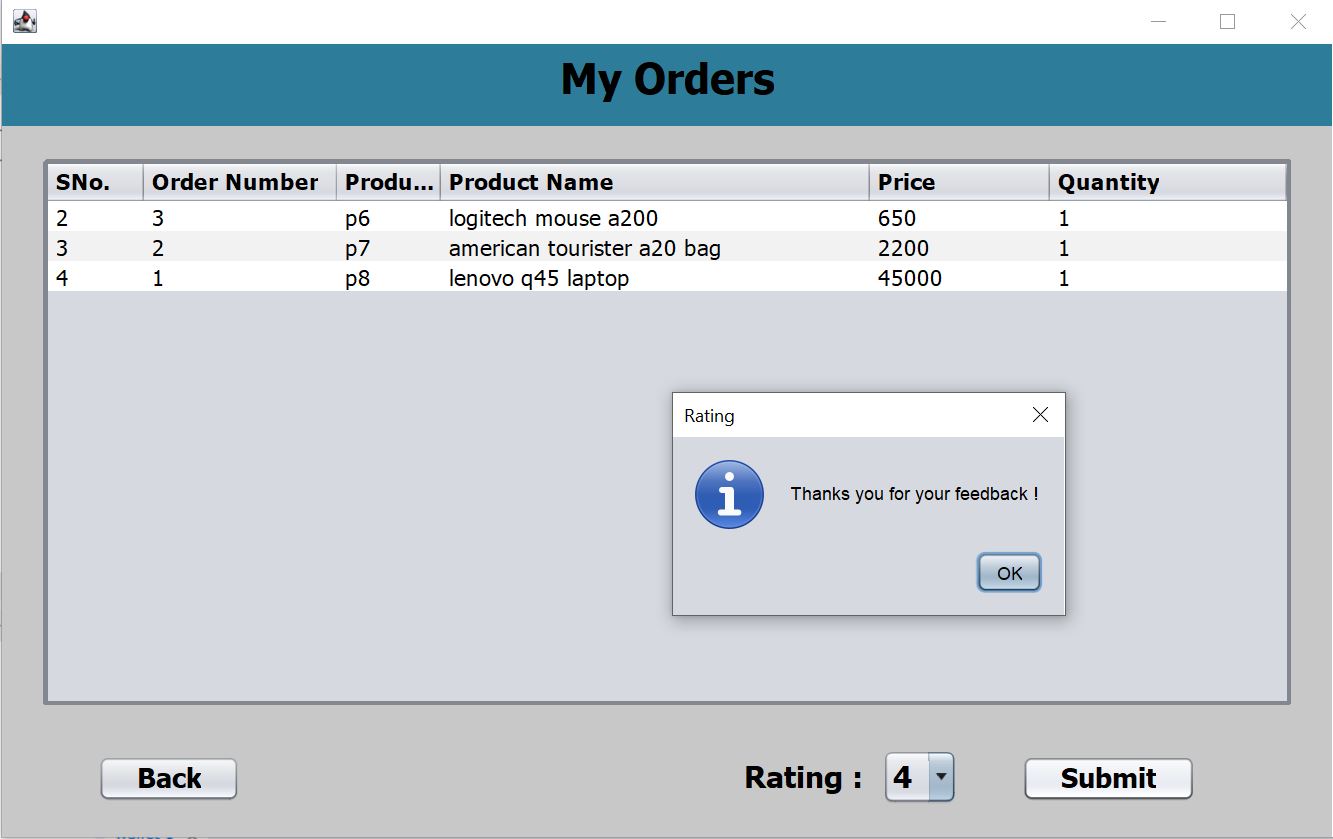 My Orders
SNo. Order Number Produ... Product Name Price Quantity
2 3 p6 logitech mouse a200 650 1
3 2 p7 american tourister a20 bag 2200 1
4 1 p8 lenovo q45 laptop 45000 1
Rating
Thanks you for your feedback !
OK
Back Rating : 4 Submit